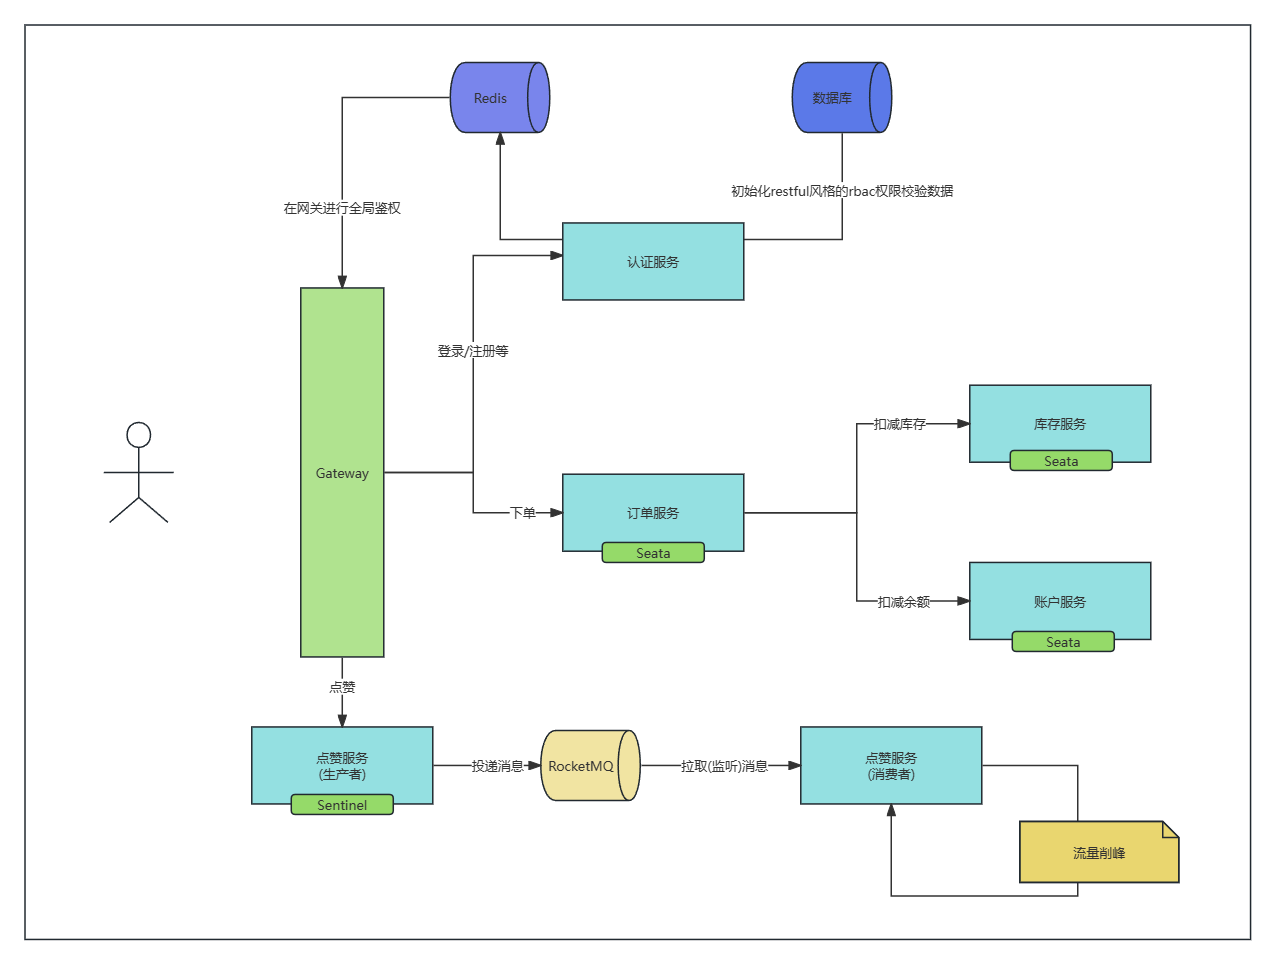 Redis
数据库
初始化restful风格的rbac权限校验数据
在网关进行全局鉴权
认证服务
登录/注册等
Gateway
库存服务
Seata
扣减库存
下单
订单服务
Seata
扣减余额
账户服务
Seata
点赞
点赞服务
(生产者)
Sentinel
投递消息
RocketMQ
拉取(监听)消息
点赞服务
(消费者)
流量削峰